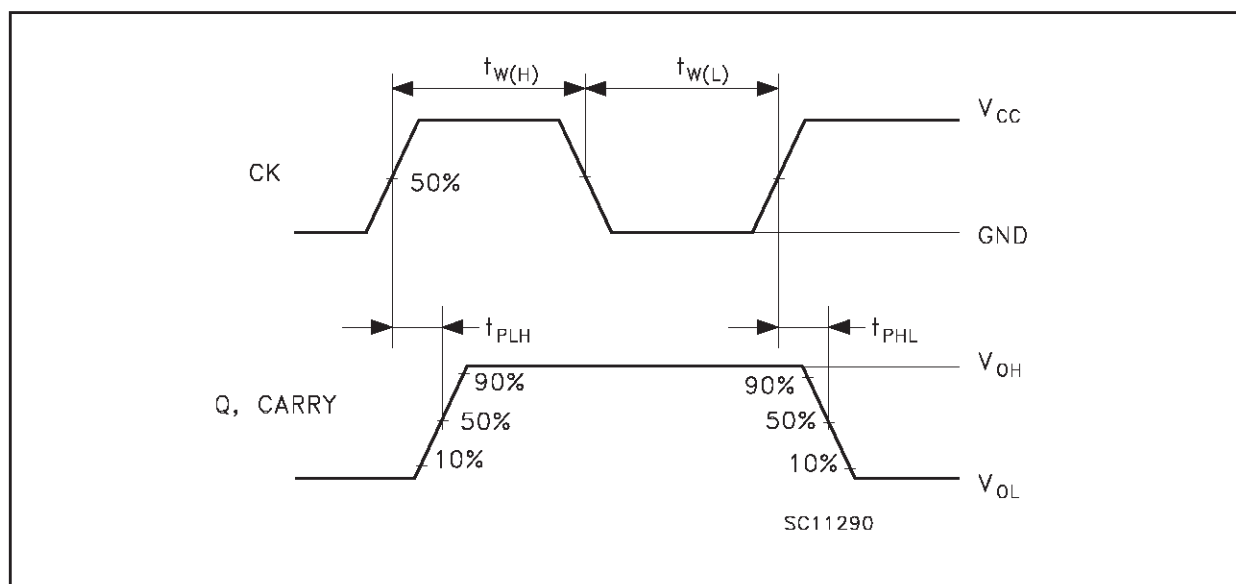 tW(H) tW(L)
VCC
CK
50%
GND
tPLH tPHL
VOH
90% 90%
Q, CARRY
50% 50%
10% 10%
VOL
SC11290